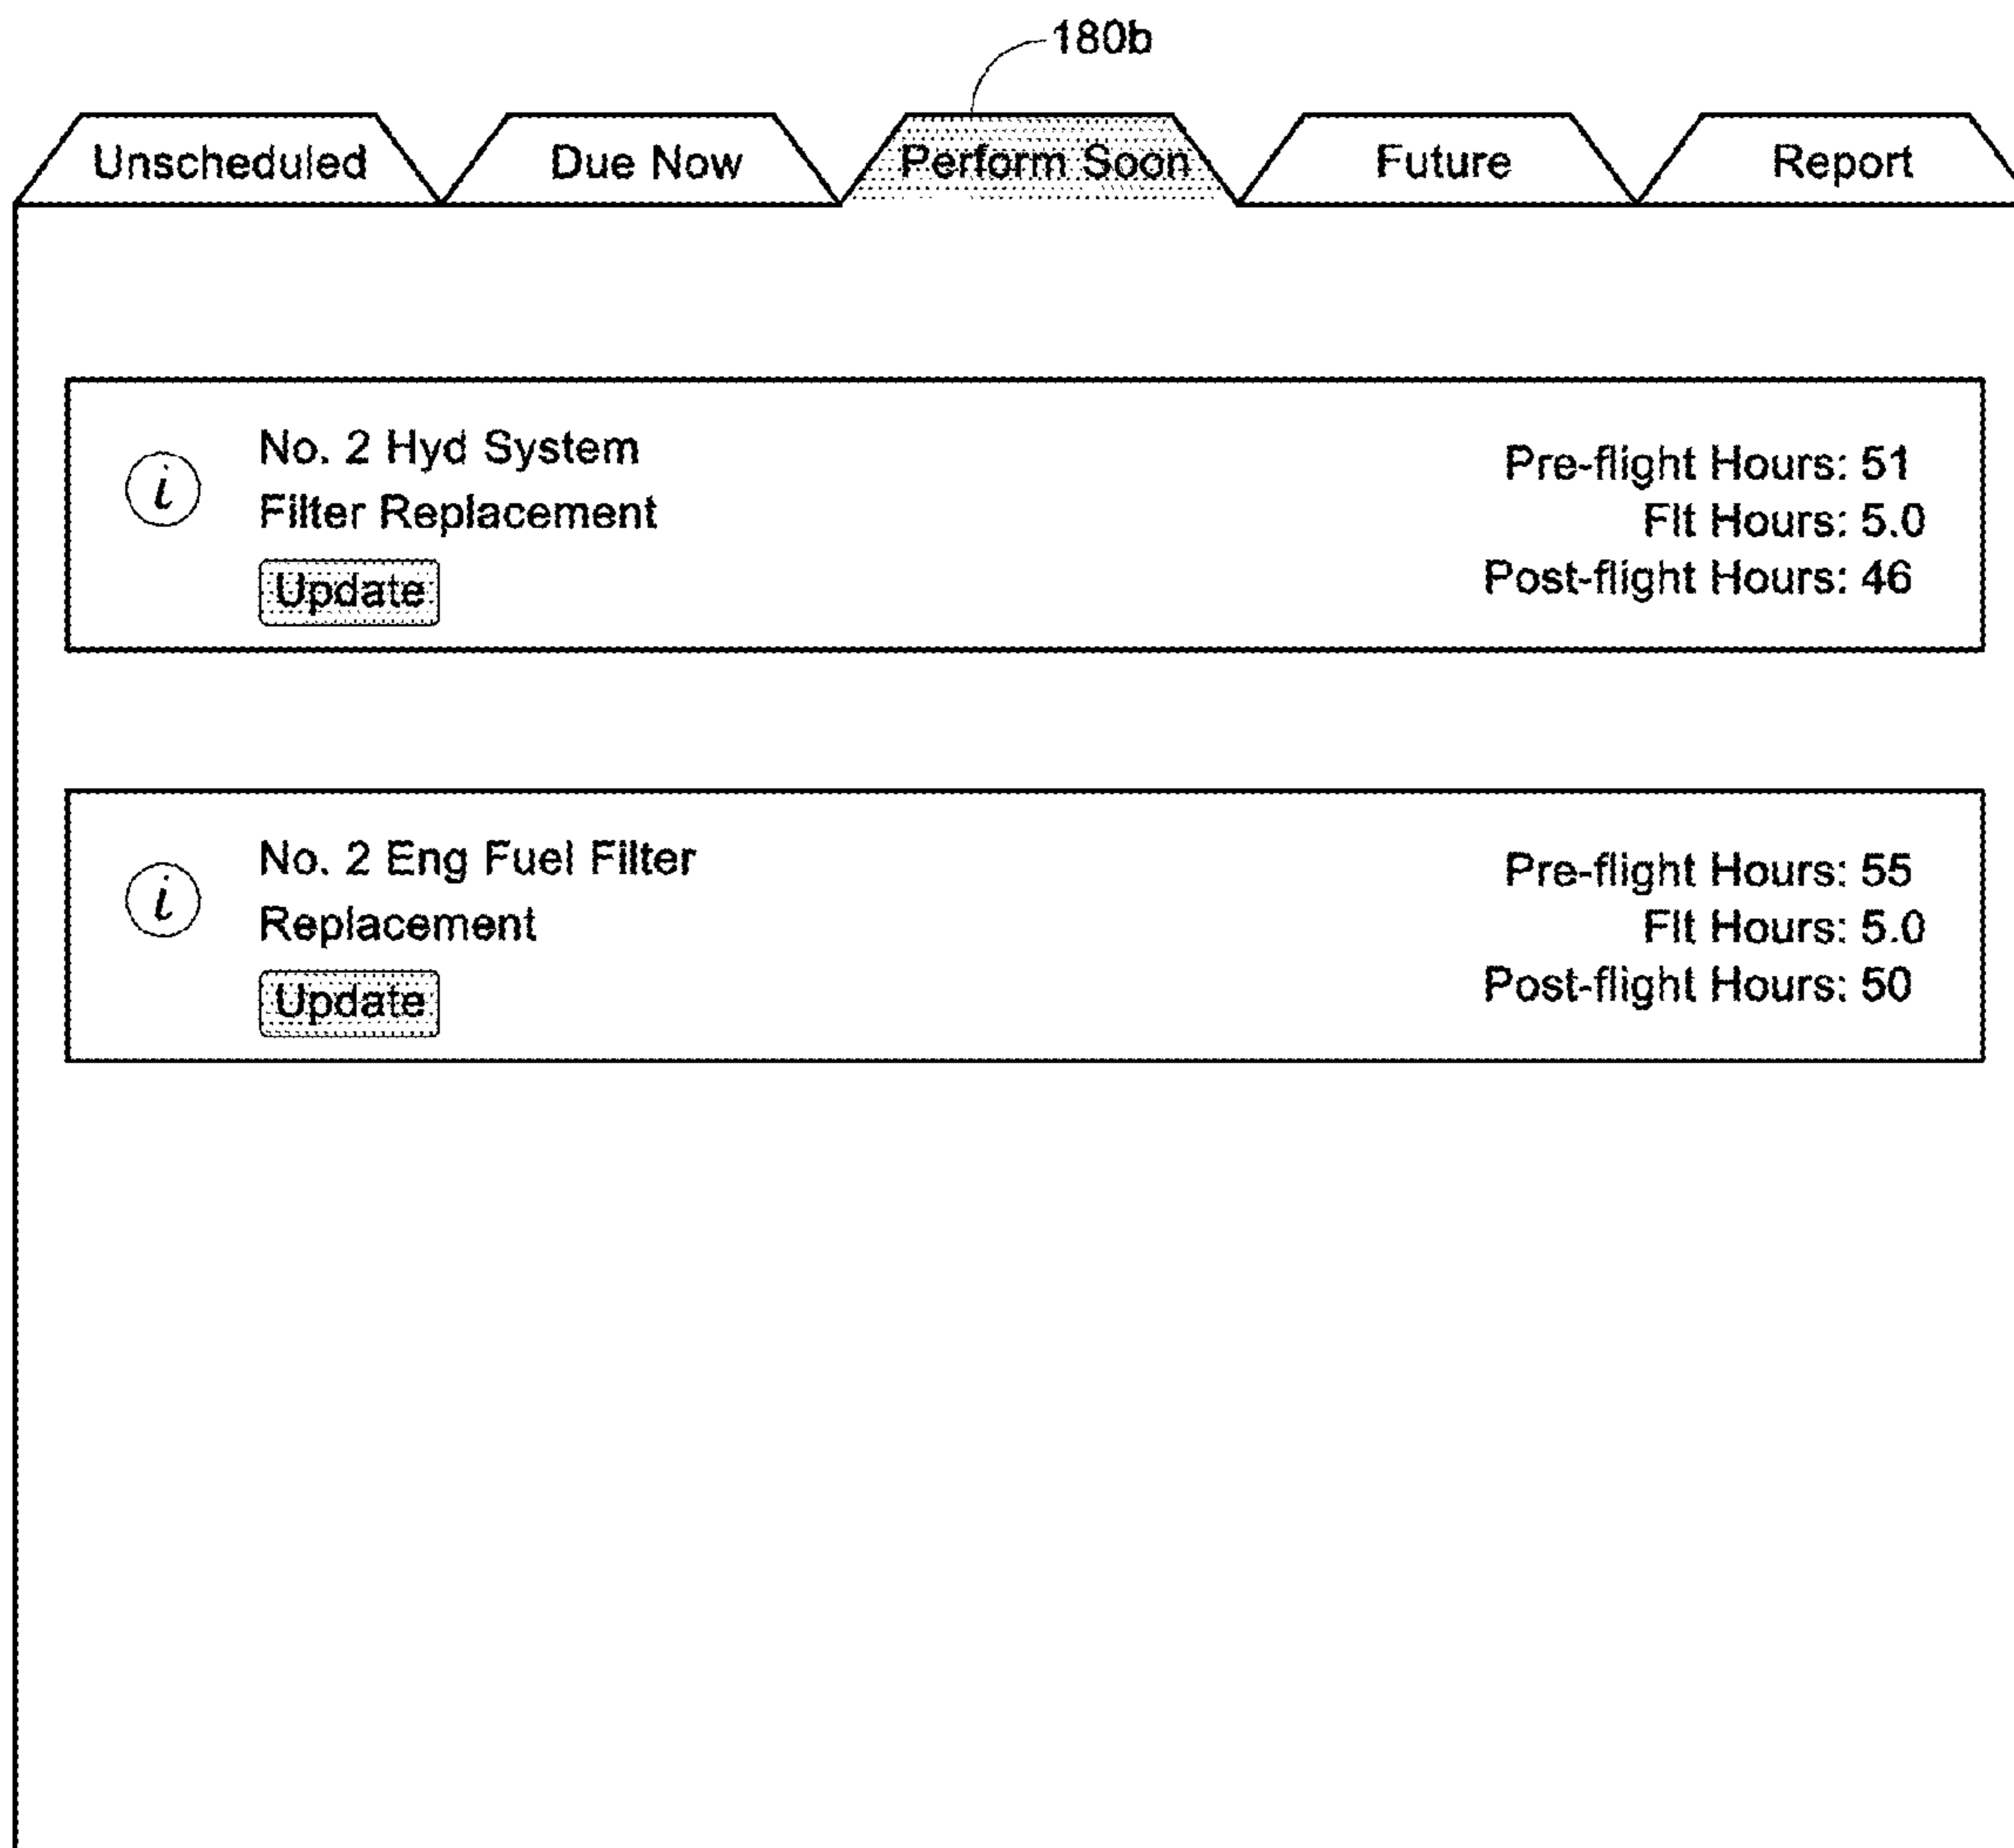 180b
Unscheduled
Due Now
Perform Soon
Future
Report
i
No. 2 Hyd System
Filter Replacement
Update
Pre-flight Hours: 51
Flt Hours: 5.0
Post-flight Hours: 46
i
No. 2 Eng Fuel Filter
Replacement
Update
Pre-flight Hours: 55
Flt Hours: 5.0
Post-flight Hours: 50